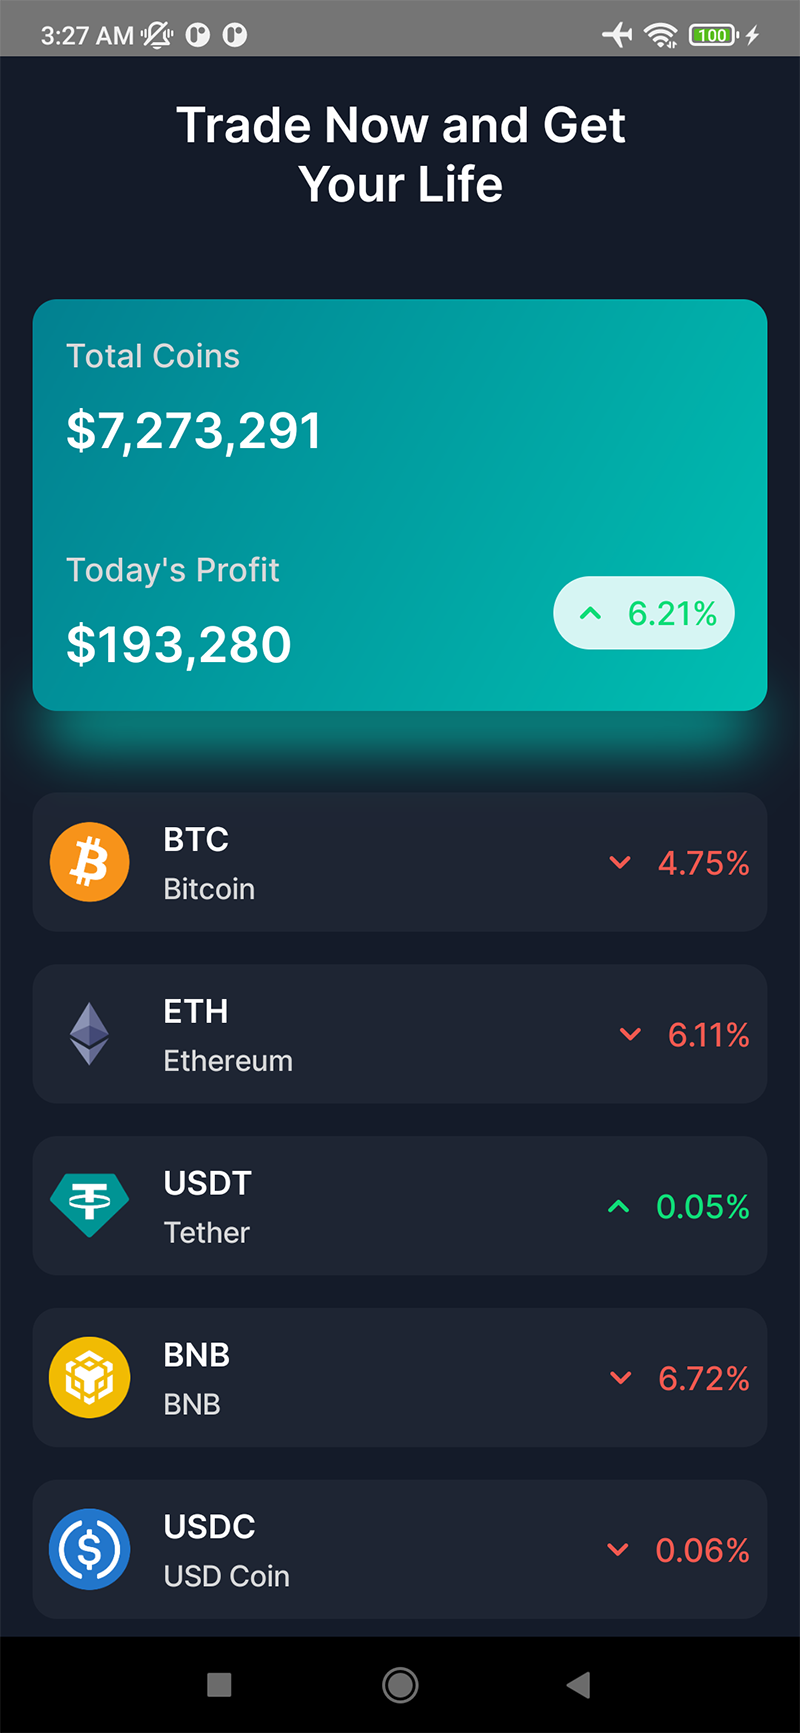 3:27 AM
100
Trade Now and Get
Your Life
Total Coins
$7,273,291
Today's Profit
$193,280
6.21%
BTC
Bitcoin
4.75%
ETH
Ethereum
6.11%
USDT
Tether
0.05%
BNB
BNB
6.72%
USDC
USD Coin
0.06%